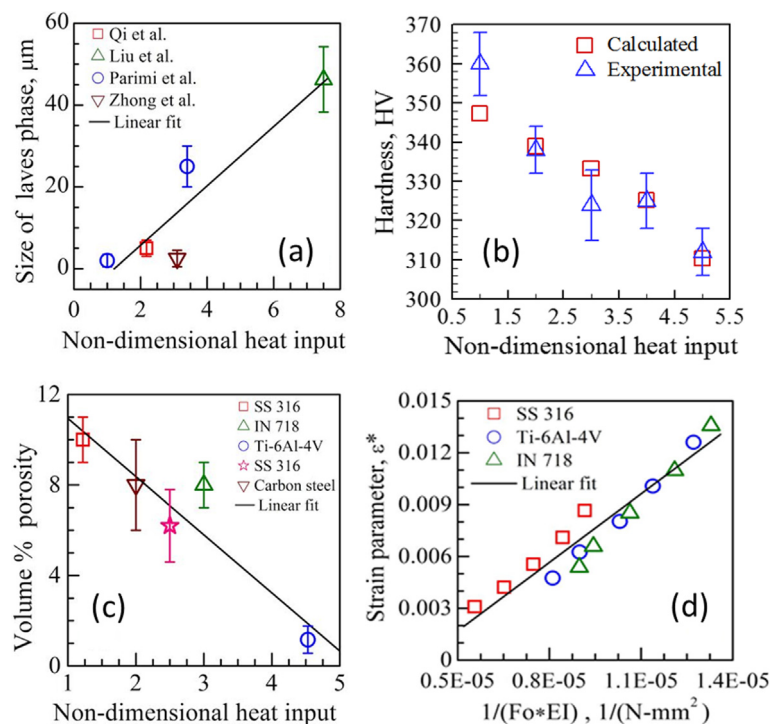 Qi et al.
Liu et al.
Parimi et al.
Zhong et al.
Linear fit
60
40
20
0
Size of laves phase, μm
(a)
0 2 4 6 8
Non-dimensional heat input
Calculated
Experimental
370
360
350
340
330
320
310
300
Hardness, HV
(b)
0.5 1.5 2.5 3.5 4.5 5.5
Non-dimensional heat input
SS 316
IN 718
Ti-6Al-4V
SS 316
Carbon steel
Linear fit
12
8
4
0
Volume % porosity
(c)
1 2 3 4 5
Non-dimensional heat input
SS 316
Ti-6Al-4V
IN 718
Linear fit
0.015
0.012
0.009
0.006
0.003
0
Strain parameter, ε*
(d)
0.5E-05 0.8E-05 1.1E-05 1.4E-05
1/(Fo*EI) , 1/(N-mm²)